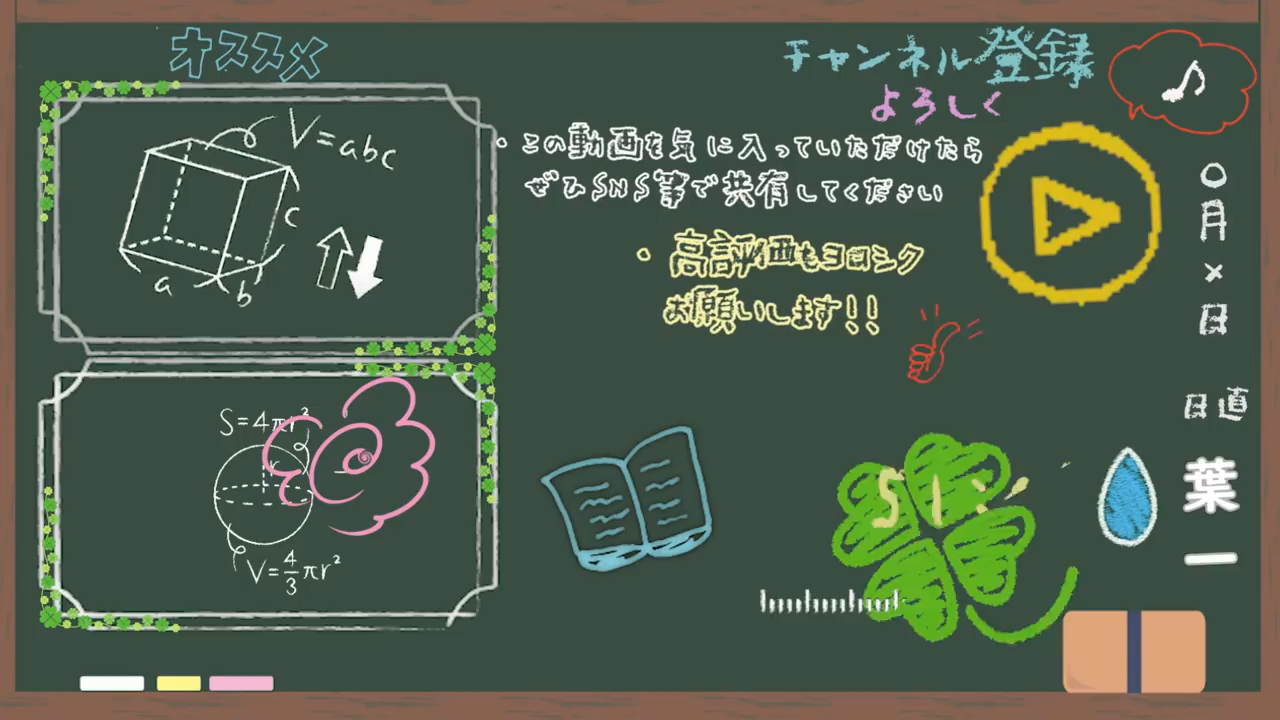 オススメ
V=abc
a
b
c
S=4πr²
r
V=4/3πr²
チャンネル登録
よろしく
・この動画を気に入っていただけたら
ぜひSNS等で共有してください
・高評価もヨロシク
お願いします!!
○月×日
日直
葉一